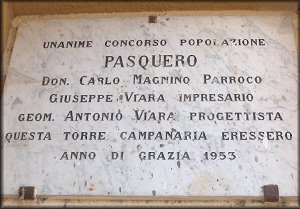 UNANIME CONCORSO POPOLAZIONE
PASQUERO
DON. CARLO MAGNINO PARROCO
GIUSEPPE VIARA IMPRESARIO
GEOM. ANTONIO VIARA PROGETTISTA
QUESTA TORRE CAMPANARIA ERESSERO
ANNO DI GRAZIA 1953